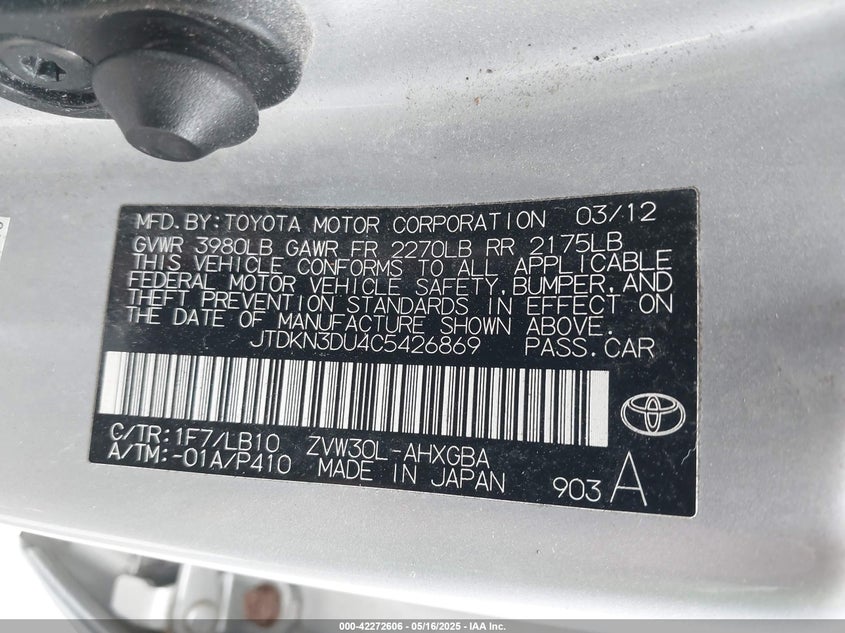 MFD.BY:TOYOTA MOTOR CORPORATION 03/12
GVWR 3980LB GAWR FR 2270LB RR 2175LB
THIS VEHICLE CONFORMS TO ALL APPLICABLE
FEDERAL MOTOR VEHICLE SAFETY,BUMPER,AND
THEFT PREVENTION STANDARDS IN EFFECT ON
THE DATE OF MANUFACTURE SHOWN ABOVE.
JTDKN3DU4C5426869 PASS.CAR
C/TR:1F7/LB10 ZVW30L-AHXGBA
A/TM:-01A/P410 MADE IN JAPAN 903 A
000-42272606 - 05/16/2025 - IAA Inc.